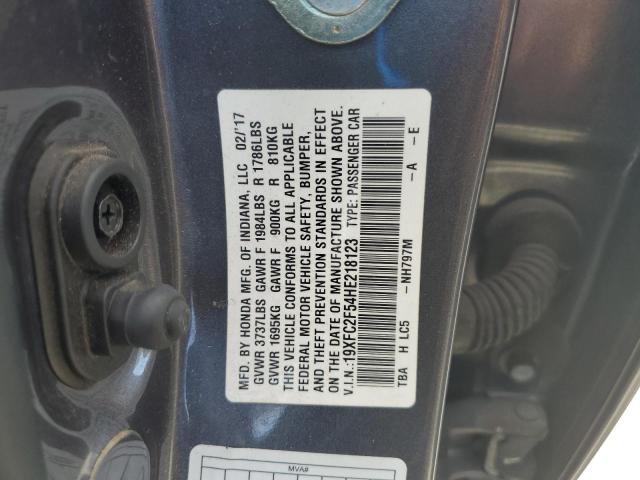 MFD. BY HONDA MFG. OF INDIANA, LLC 02/'17
GVWR 3737LBS GAWR F 1984LBS R 1786LBS
GVWR 1695KG GAWR F 900KG R 810KG
THIS VEHICLE CONFORMS TO ALL APPLICABLE
FEDERAL MOTOR VEHICLE SAFETY, BUMPER,
AND THEFT PREVENTION STANDARDS IN EFFECT
ON THE DATE OF MANUFACTURE SHOWN ABOVE.
V.I.N.:19XFC2F54HE218123 TYPE: PASSENGER CAR
TBA H LC5 -NH797M -A -E
MVA#